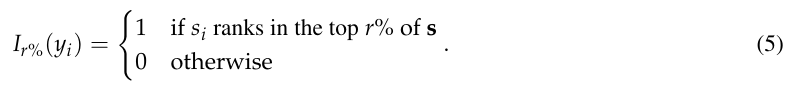 I_{r%}(y_i) = { 1 if s_i ranks in the top r% of s
0 otherwise . (5)